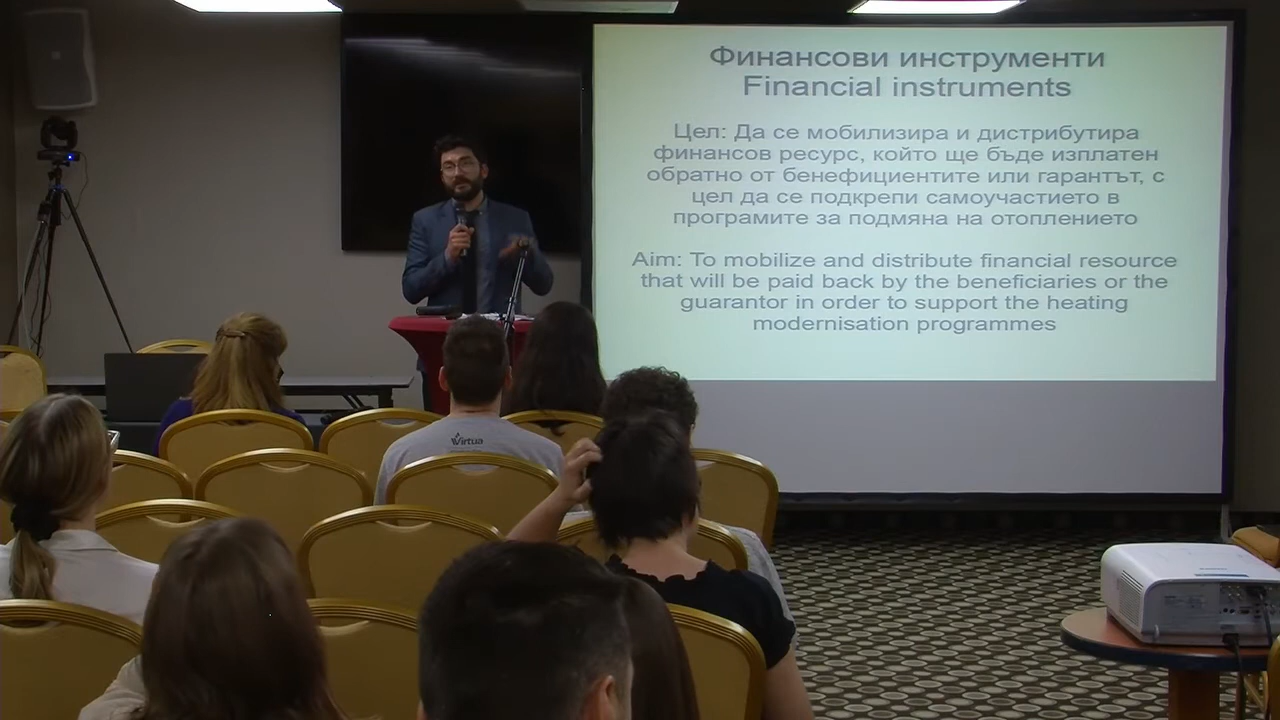 Финансови инструменти
Financial instruments
Цел: Да се мобилизира и дистрибутира
финансов ресурс, който ще бъде изплатен
обратно от бенефициентите или гарантът, с
цел да се подкрепи самоучастието в
програмите за подмяна на отоплението
Aim: To mobilize and distribute financial resource
that will be paid back by the beneficiaries or the
guarantor in order to support the heating
modernisation programmes
Virtua